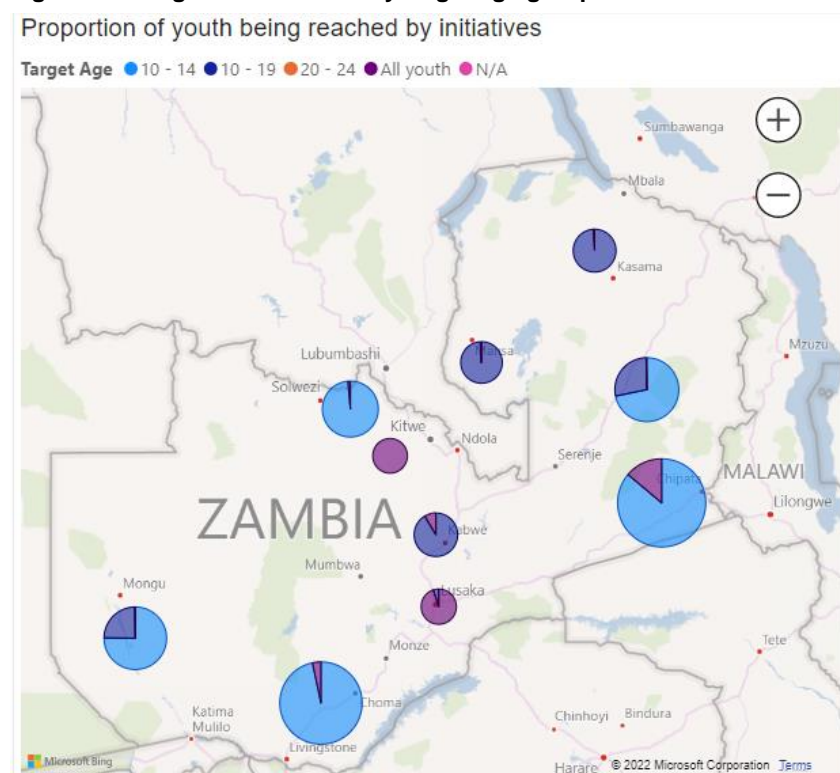 Proportion of youth being reached by initiatives
Target Age 10 - 14 10 - 19 20 - 24 All youth N/A
Sumbawanga
Mbala
Kasama
Mansa
Mzuzu
Lubumbashi
Solwezi
Kitwe
Ndola
Serenje
Chipata
MALAWI
Lilongwe
ZAMBIA
Kabwe
Mumbwa
Mongu
Lusaka
Monze
Tete
Choma
Katima
Mulilo
Chinhoyi
Bindura
Livingstone
Harare
Microsoft Bing
© 2022 Microsoft Corporation Terms